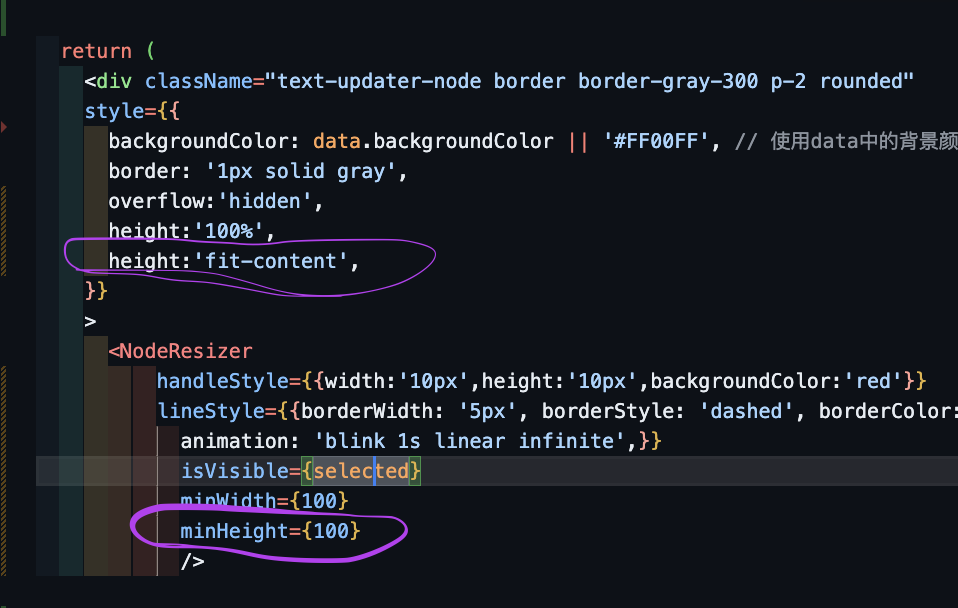 return (
<div className="text-updater-node border border-gray-300 p-2 rounded"
style={{
backgroundColor: data.backgroundColor || '#FF00FF', // 使用data中的背景颜
border: '1px solid gray',
overflow:'hidden',
height:'100%',
height:'fit-content',
}}
>
<NodeResizer
handleStyle={{width:'10px',height:'10px',backgroundColor:'red'}}
lineStyle={{borderWidth: '5px', borderStyle: 'dashed', borderColor:
animation: 'blink 1s linear infinite',}}
isVisible={selected}
minWidth={100}
minHeight={100}
/>